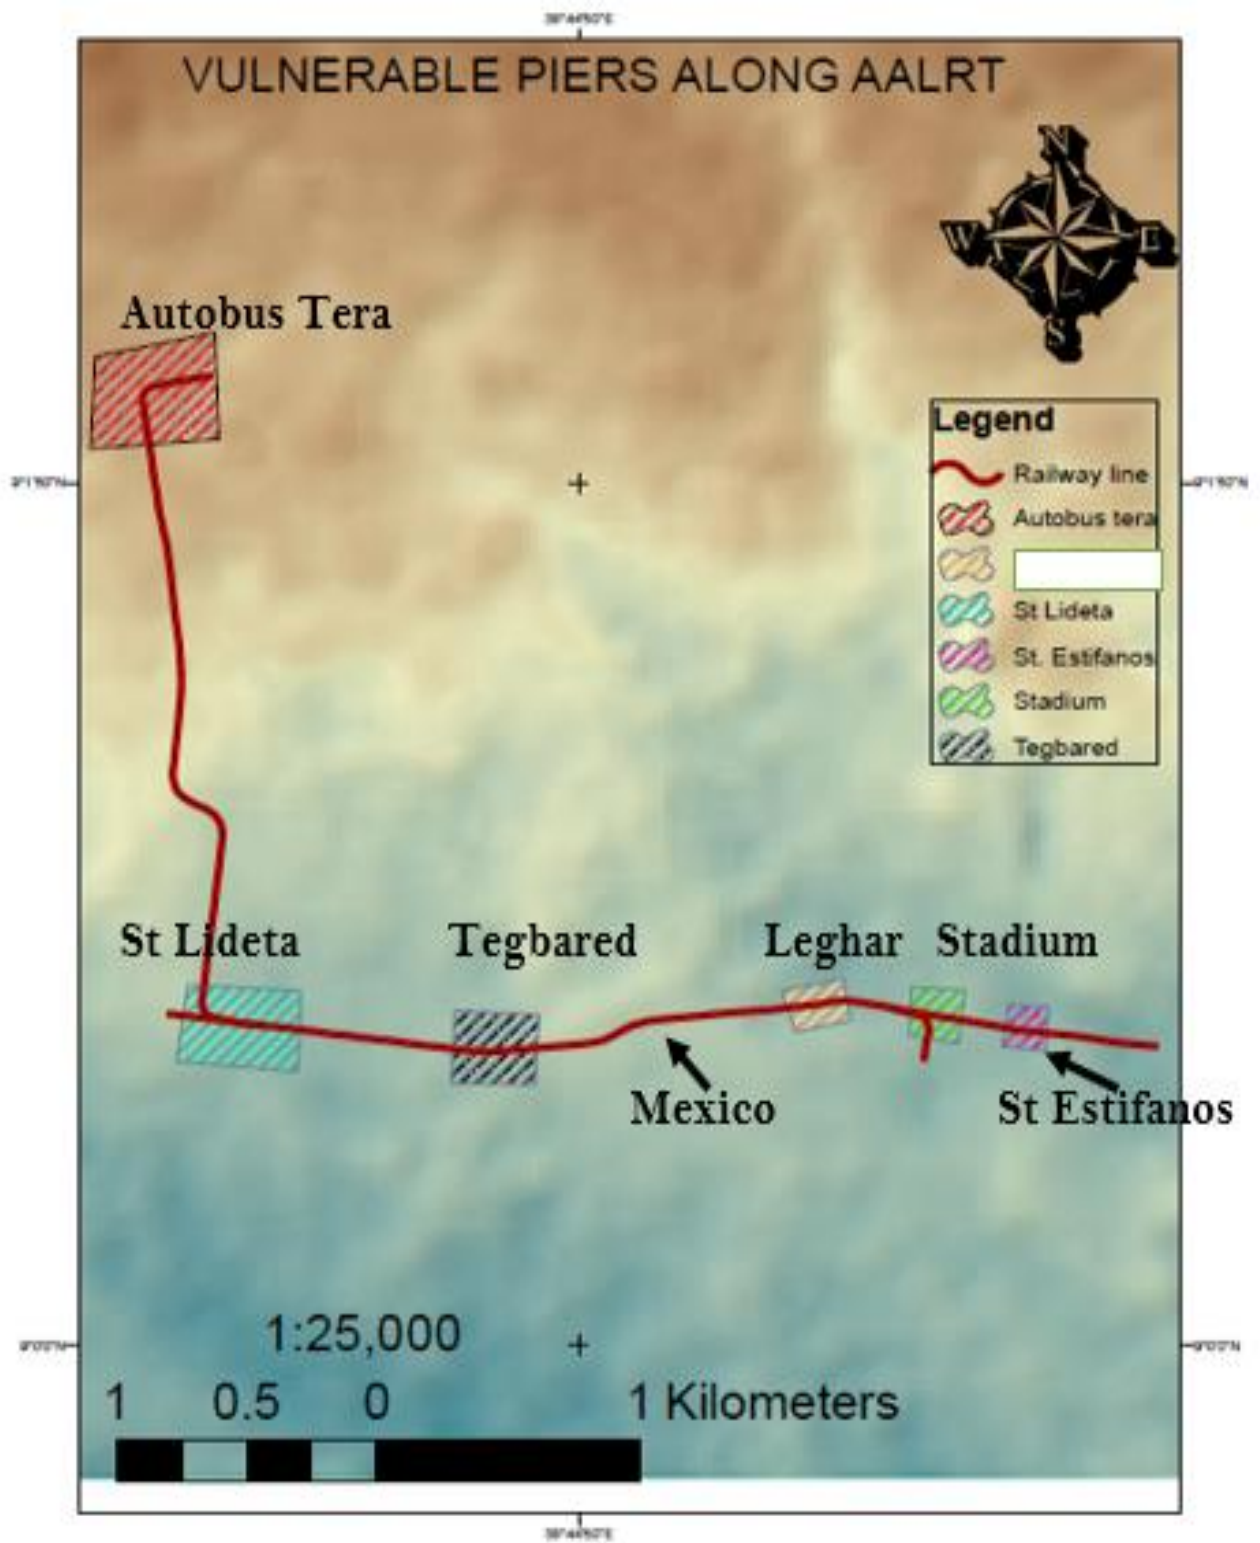 VULNERABLE PIERS ALONG AALRT
N
W E
S
Autobus Tera
Legend
Railway line
Autobus tera
St Lideta
St. Estifanos
Stadium
Tegbared
St Lideta
Tegbared
Leghar
Stadium
Mexico
St Estifanos
1:25,000
1 0.5 0 1 Kilometers